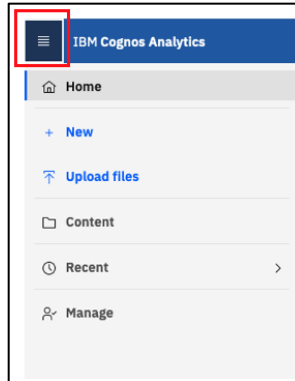 IBM Cognos Analytics
Home
New
Upload files
Content
Recent
Manage